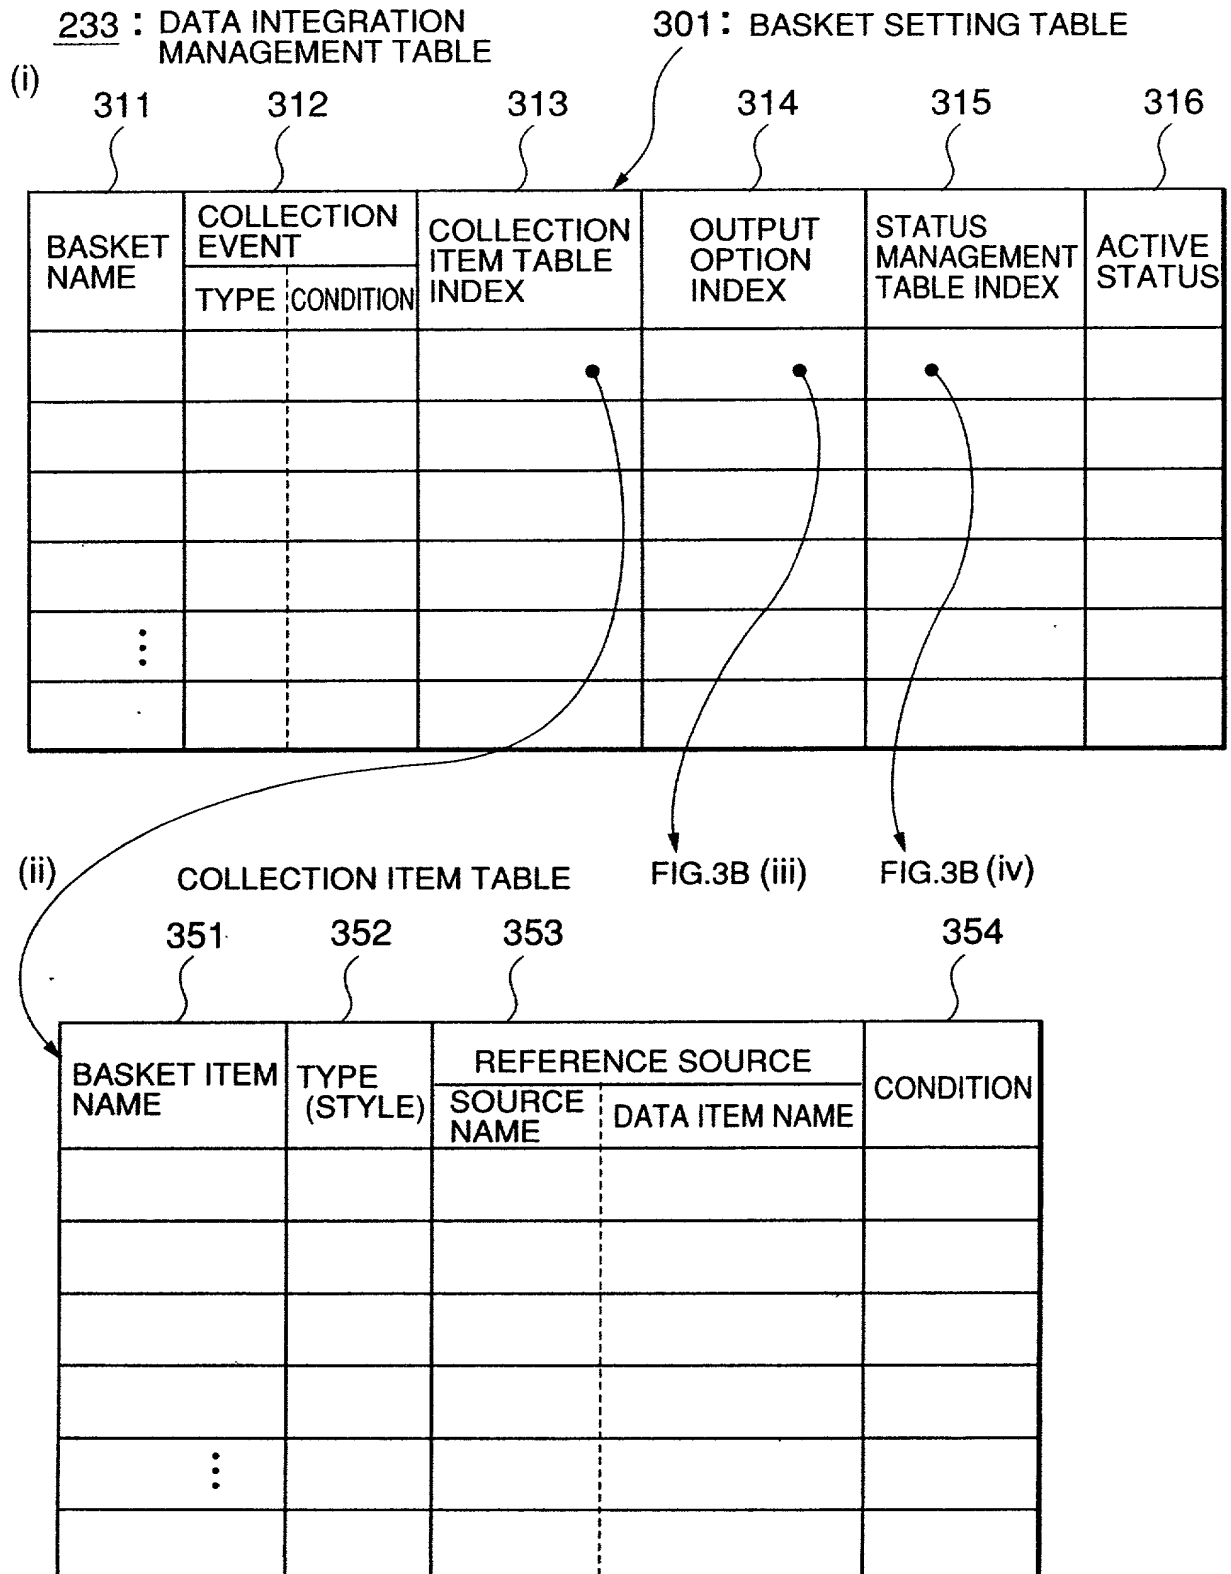 233 : DATA INTEGRATION
MANAGEMENT TABLE
301 : BASKET SETTING TABLE
(i)
311 312 313 314 315 316
BASKET
NAME
COLLECTION
EVENT
TYPE CONDITION
COLLECTION
ITEM TABLE
INDEX
OUTPUT
OPTION
INDEX
STATUS
MANAGEMENT
TABLE INDEX
ACTIVE
STATUS
FIG.3B (iii) FIG.3B (iv)
(ii)
COLLECTION ITEM TABLE
351 352 353 354
BASKET ITEM
NAME
TYPE
(STYLE)
REFERENCE SOURCE
SOURCE
NAME
DATA ITEM NAME
CONDITION